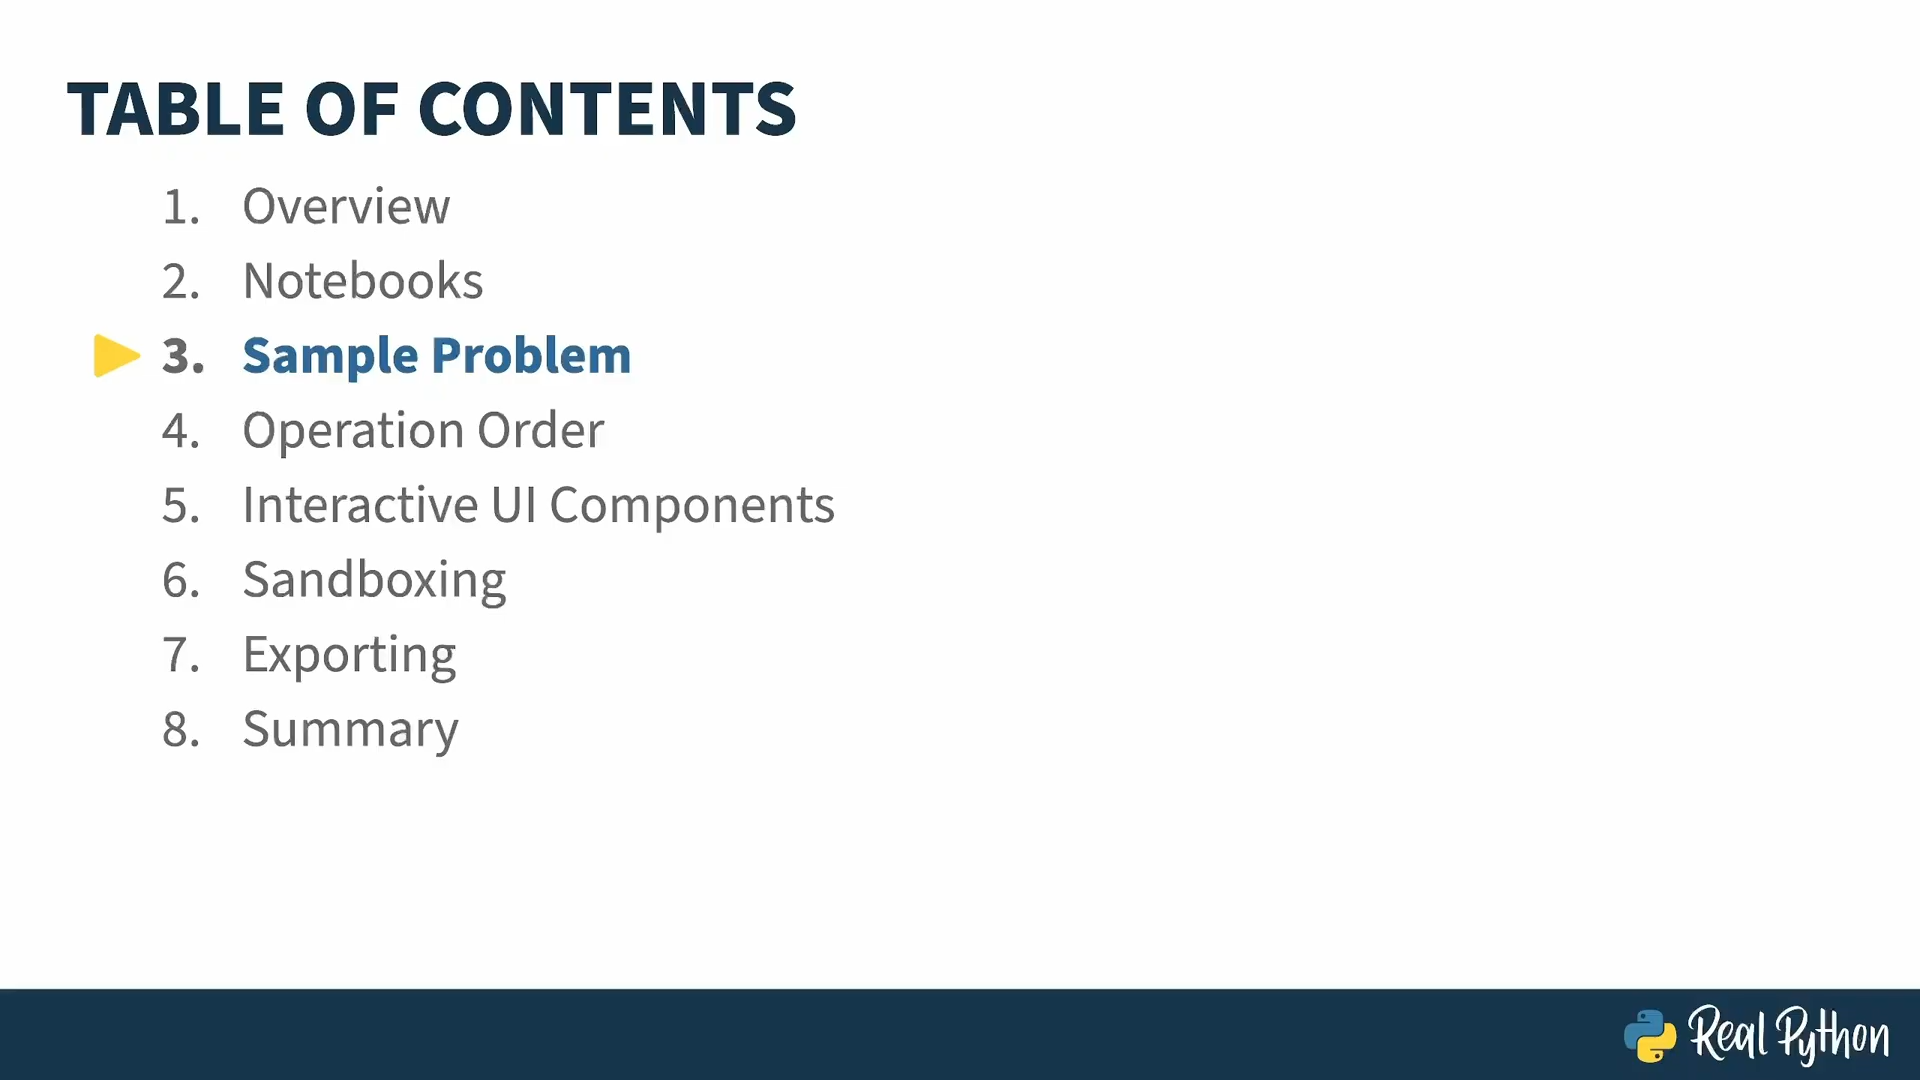 TABLE OF CONTENTS
1. Overview
2. Notebooks
3. Sample Problem
4. Operation Order
5. Interactive UI Components
6. Sandboxing
7. Exporting
8. Summary
Real Python